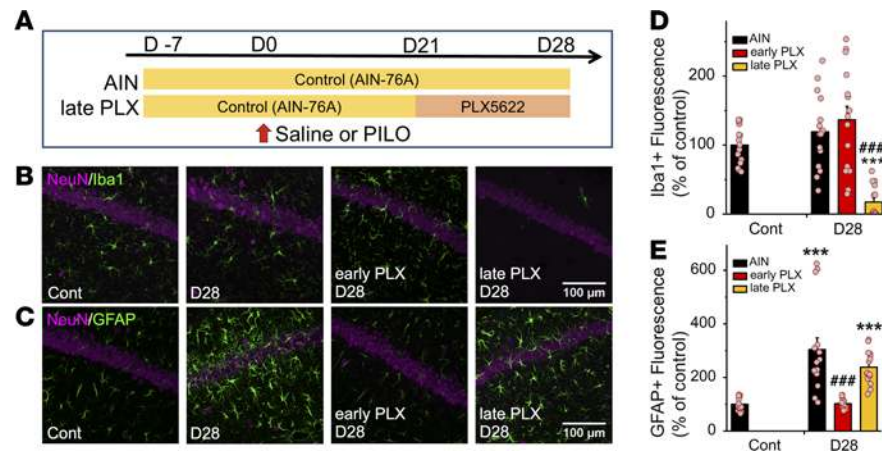 A
D -7 D0 D21 D28
AIN Control (AIN-76A)
late PLX Control (AIN-76A) PLX5622
Saline or PILO
B
NeuN/Iba1
Cont
D28
early PLX
D28
late PLX
D28
100 µm
C
NeuN/GFAP
Cont
D28
early PLX
D28
late PLX
D28
100 µm
D
Iba1+ Fluorescence
(% of control)
200
100
0
AIN
early PLX
late PLX
###
***
Cont D28
E
GFAP+ Fluorescence
(% of control)
600
400
200
0
AIN
early PLX
late PLX
***
###
***
Cont D28